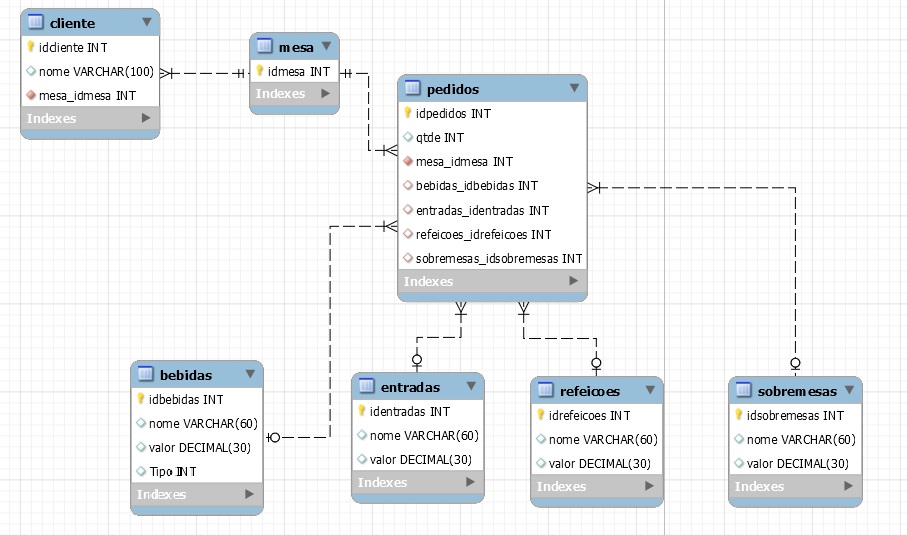 cliente
idcliente INT
nome VARCHAR(100)
mesa_idmesa INT
Indexes
mesa
idmesa INT
Indexes
pedidos
idpedidos INT
qtde INT
mesa_idmesa INT
bebidas_idbebidas INT
entradas_identradas INT
refeicoes_idrefeicoes INT
sobremesas_idsobremesas INT
Indexes
bebidas
idbebidas INT
nome VARCHAR(60)
valor DECIMAL(30)
Tipo INT
Indexes
entradas
identradas INT
nome VARCHAR(60)
valor DECIMAL(30)
Indexes
refeicoes
idrefeicoes INT
nome VARCHAR(60)
valor DECIMAL(30)
Indexes
sobremesas
idsobremesas INT
nome VARCHAR(60)
valor DECIMAL(30)
Indexes